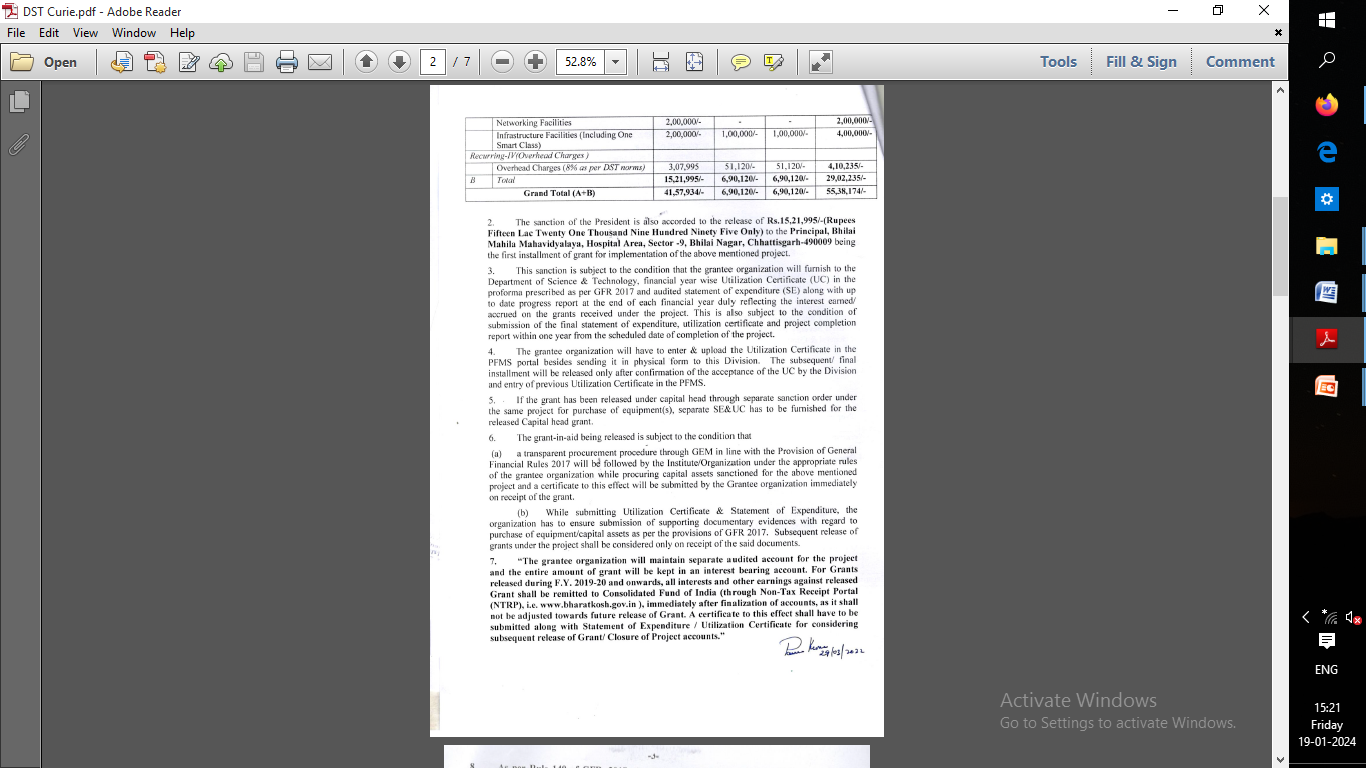 DST Curie.pdf - Adobe Reader
File Edit View Window Help
Open 2 / 7 52.8% Tools Fill & Sign Comment
Networking Facilities 2,00,000/- - - 2,00,000/-
Infrastructure Facilities (Including One 2,00,000/- 1,00,000/- 1,00,000/- 4,00,000/-
Smart Class)
Recurring-IV(Overhead Charges )
Overhead Charges (8% as per DST norms) 3,07,995 51,120/- 51,120/- 4,10,235/-
B Total 15,21,995/- 6,90,120/- 6,90,120/- 29,02,235/-
Grand Total (A+B) 41,57,934/- 6,90,120/- 6,90,120/- 55,38,174/-
2. The sanction of the President is also accorded to the release of Rs.15,21,995/-(Rupees
Fifteen Lac Twenty One Thousand Nine Hundred Ninety Five Only) to the Principal, Bhilai
Mahila Mahavidyalaya, Hospital Area, Sector -9, Bhilai Nagar, Chhattisgarh-490009 being
the first installment of grant for implementation of the above mentioned project.
3. This sanction is subject to the condition that the grantee organization will furnish to the
Department of Science & Technology, financial year wise Utilization Certificate (UC) in the
proforma prescribed as per GFR 2017 and audited statement of expenditure (SE) along with up
to date progress report at the end of each financial year duly reflecting the interest earned/
accrued on the grants received under the project. This is also subject to the condition of
submission of the final statement of expenditure, utilization certificate and project completion
report within one year from the scheduled date of completion of the project.
4. The grantee organization will have to enter & upload the Utilization Certificate in the
PFMS portal besides sending it in physical form to this Division. The subsequent/ final
installment will be released only after confirmation of the acceptance of the UC by the Division
and entry of previous Utilization Certificate in the PFMS.
5. If the grant has been released under capital head through separate sanction order under
the same project for purchase of equipment(s), separate SE&UC has to be furnished for the
released Capital head grant.
6. The grant-in-aid being released is subject to the condition that
(a) a transparent procurement procedure through GEM in line with the Provision of General
Financial Rules 2017 will be followed by the Institute/Organization under the appropriate rules
of the grantee organization while procuring capital assets sanctioned for the above mentioned
project and a certificate to this effect will be submitted by the Grantee organization immediately
on receipt of the grant.
(b) While submitting Utilization Certificate & Statement of Expenditure, the
organization has to ensure submission of supporting documentary evidences with regard to
purchase of equipment/capital assets as per the provisions of GFR 2017. Subsequent release of
grants under the project shall be considered only on receipt of the said documents.
7. "The grantee organization will maintain separate audited account for the project
and the entire amount of grant will be kept in an interest bearing account. For Grants
released during F.Y. 2019-20 and onwards, all interests and other earnings against released
Grant shall be remitted to Consolidated Fund of India (through Non-Tax Receipt Portal
(NTRP), i.e. www.bharatkosh.gov.in ), immediately after finalization of accounts, as it shall
not be adjusted towards future release of Grant. A certificate to this effect shall have to be
submitted along with Statement of Expenditure / Utilization Certificate for considering
subsequent release of Grant/ Closure of Project accounts."
29/03/2022
-3-
Activate Windows
Go to Settings to activate Windows.
ENG
15:21
Friday
19-01-2024